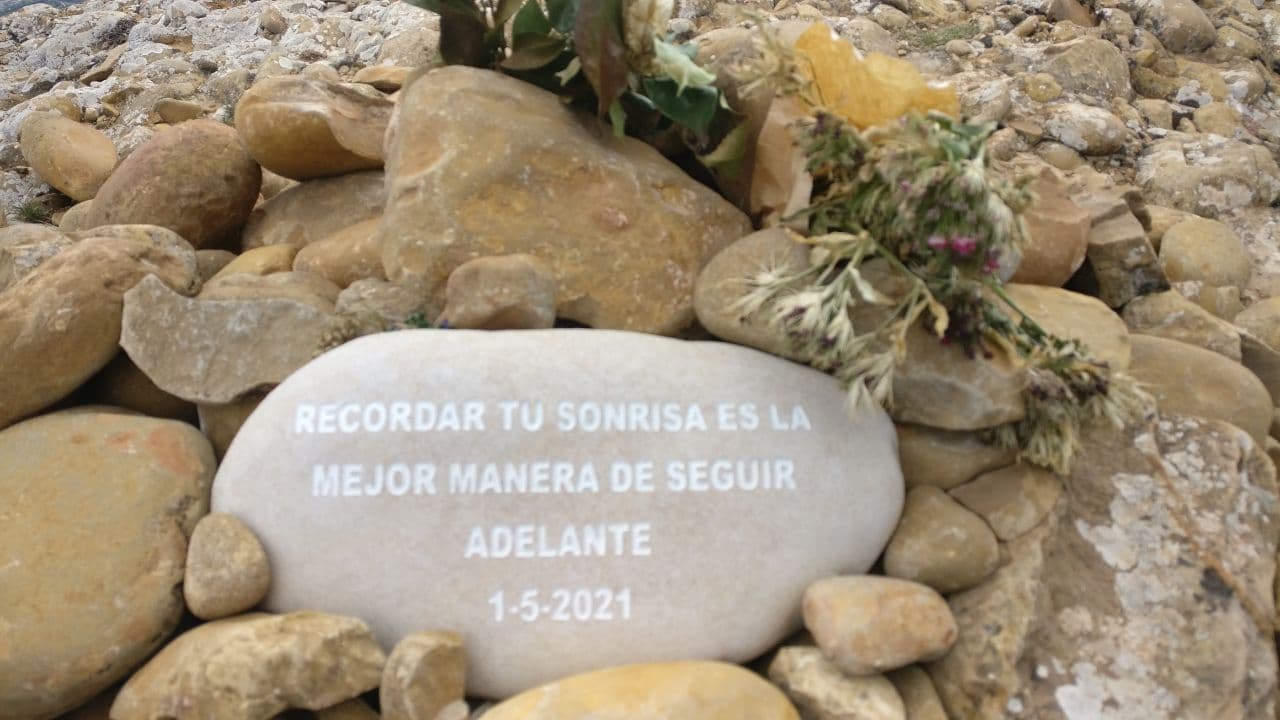 RECORDAR TU SONRISA ES LA
MEJOR MANERA DE SEGUIR
ADELANTE
1-5-2021